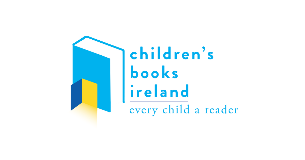 children's
books
ireland
every child a reader